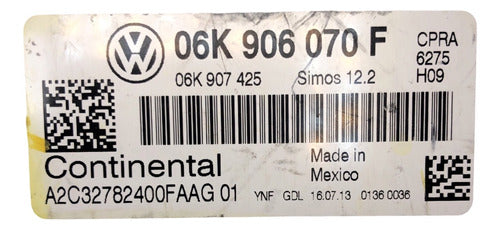 VW 06K 906 070 F CPRA
6275
06K 907 425 Simos 12.2 H09
Continental Made in
Mexico
A2C32782400FAAG 01 YNF GDL 16.07.13 0136 0036